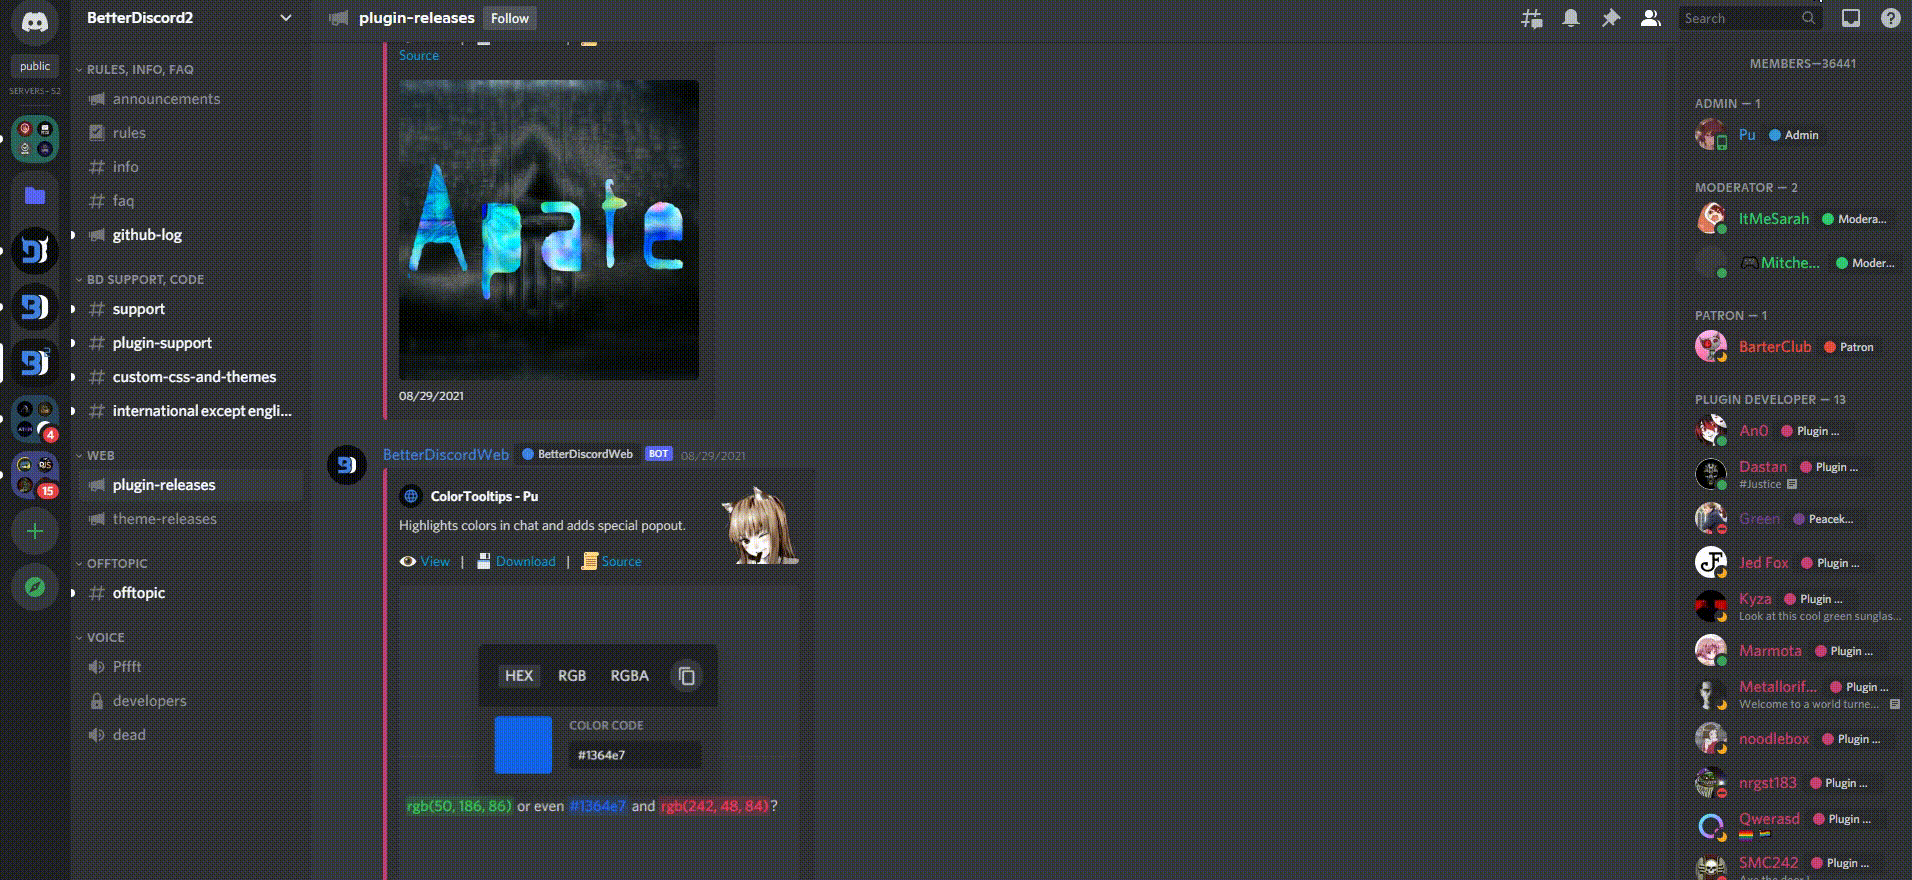 public
SERVERS - 52
4
15
BetterDiscord2
RULES, INFO, FAQ
announcements
rules
info
faq
github-log
BD SUPPORT, CODE
support
plugin-support
custom-css-and-themes
international except engli...
WEB
plugin-releases
theme-releases
OFFTOPIC
offtopic
VOICE
Pffft
developers
dead
plugin-releases Follow
Search
Source
Apate
08/29/2021
BetterDiscordWeb BetterDiscordWeb BOT 08/29/2021
ColorTooltips - Pu
Highlights colors in chat and adds special popout.
View | Download | Source
HEX RGB RGBA
COLOR CODE
#1364e7
rgb(50, 186, 86) or even #1364e7 and rgb(242, 48, 84) ?
MEMBERS—36441
ADMIN — 1
Pu Admin
MODERATOR — 2
ItMeSarah Modera...
Mitche... Moder...
PATRON — 1
BarterClub Patron
PLUGIN DEVELOPER — 13
An0 Plugin ...
Dastan Plugin ...
#Justice
Green Peacek...
Jed Fox Plugin ...
Kyza Plugin ...
Look at this cool green sunglas...
Marmota Plugin ...
Metallorif... Plugin ...
Welcome to a world turne...
noodlebox Plugin ...
nrgst183 Plugin ...
Qwerasd Plugin ...
SMC242 Plugin ...